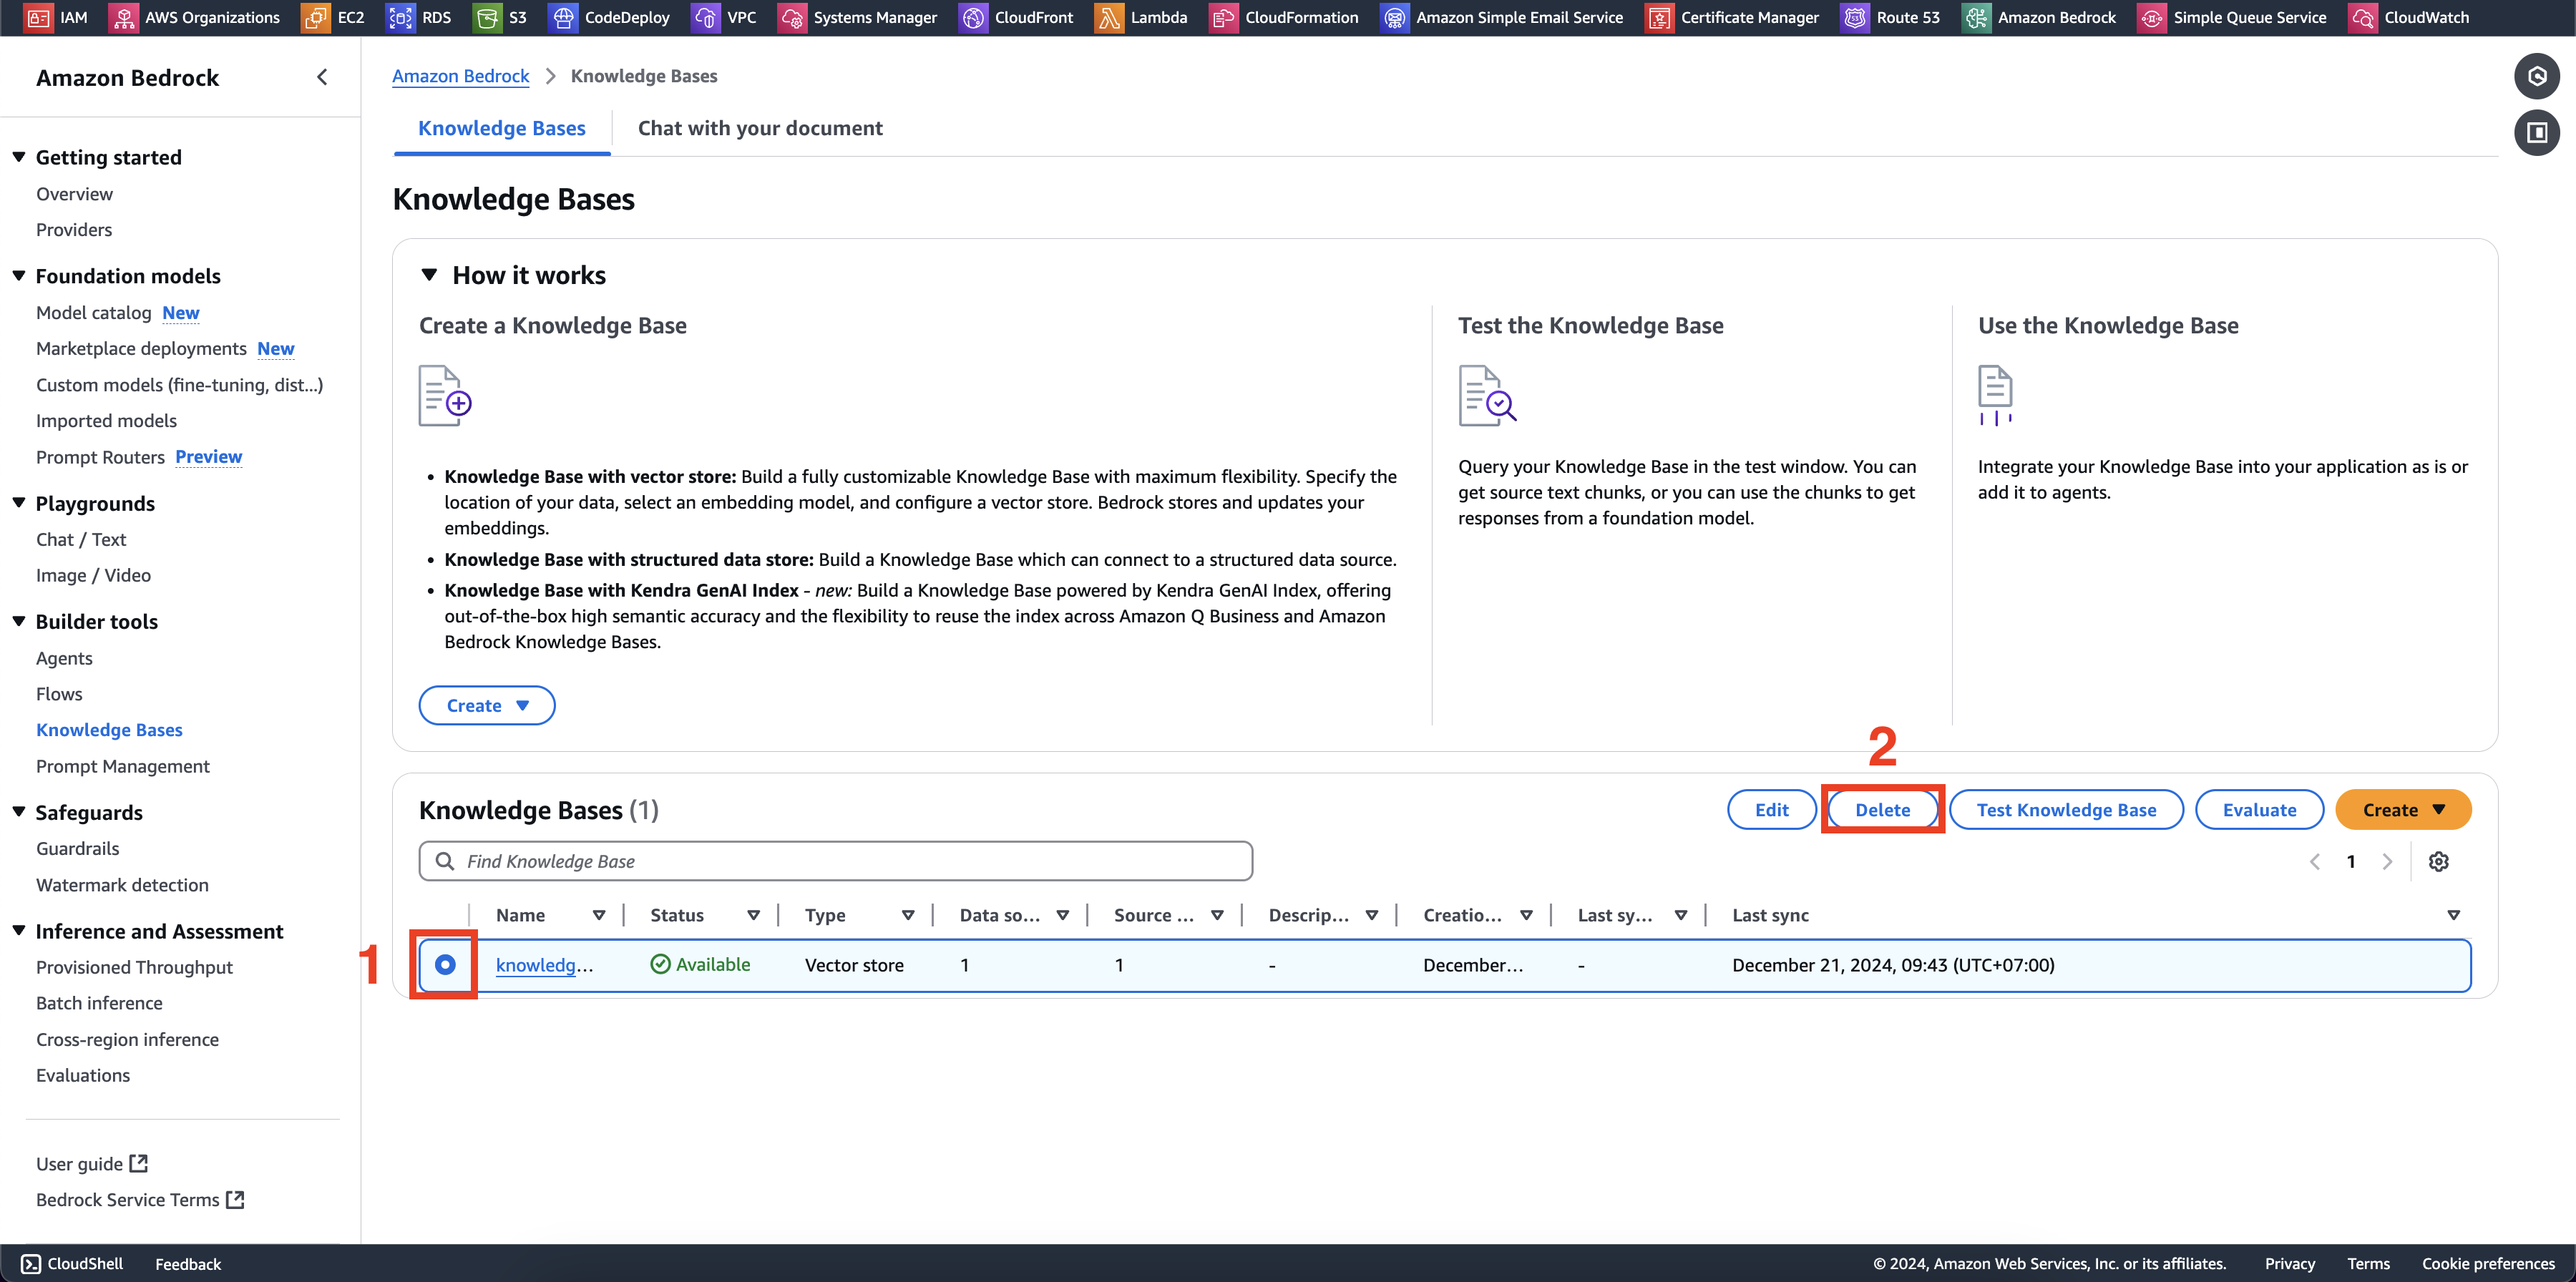 IAM AWS Organizations EC2 RDS S3 CodeDeploy VPC Systems Manager CloudFront Lambda CloudFormation Amazon Simple Email Service Certificate Manager Route 53 Amazon Bedrock Simple Queue Service CloudWatch
Amazon Bedrock
Getting started
Overview
Providers
Foundation models
Model catalog New
Marketplace deployments New
Custom models (fine-tuning, dist...)
Imported models
Prompt Routers Preview
Playgrounds
Chat / Text
Image / Video
Builder tools
Agents
Flows
Knowledge Bases
Prompt Management
Safeguards
Guardrails
Watermark detection
Inference and Assessment
Provisioned Throughput
Batch inference
Cross-region inference
Evaluations
User guide
Bedrock Service Terms
Amazon Bedrock > Knowledge Bases
Knowledge Bases Chat with your document
Knowledge Bases
How it works
Create a Knowledge Base
• Knowledge Base with vector store: Build a fully customizable Knowledge Base with maximum flexibility. Specify the
location of your data, select an embedding model, and configure a vector store. Bedrock stores and updates your
embeddings.
• Knowledge Base with structured data store: Build a Knowledge Base which can connect to a structured data source.
• Knowledge Base with Kendra GenAI Index - new: Build a Knowledge Base powered by Kendra GenAI Index, offering
out-of-the-box high semantic accuracy and the flexibility to reuse the index across Amazon Q Business and Amazon
Bedrock Knowledge Bases.
Create
Test the Knowledge Base
Query your Knowledge Base in the test window. You can
get source text chunks, or you can use the chunks to get
responses from a foundation model.
Use the Knowledge Base
Integrate your Knowledge Base into your application as is or
add it to agents.
2
Knowledge Bases (1) Edit Delete Test Knowledge Base Evaluate Create
Find Knowledge Base
1
Name Status Type Data so... Source ... Descrip... Creatio... Last sy... Last sync
1
knowledg... Available Vector store 1 1 - December... - December 21, 2024, 09:43 (UTC+07:00)
CloudShell Feedback © 2024, Amazon Web Services, Inc. or its affiliates. Privacy Terms Cookie preferences